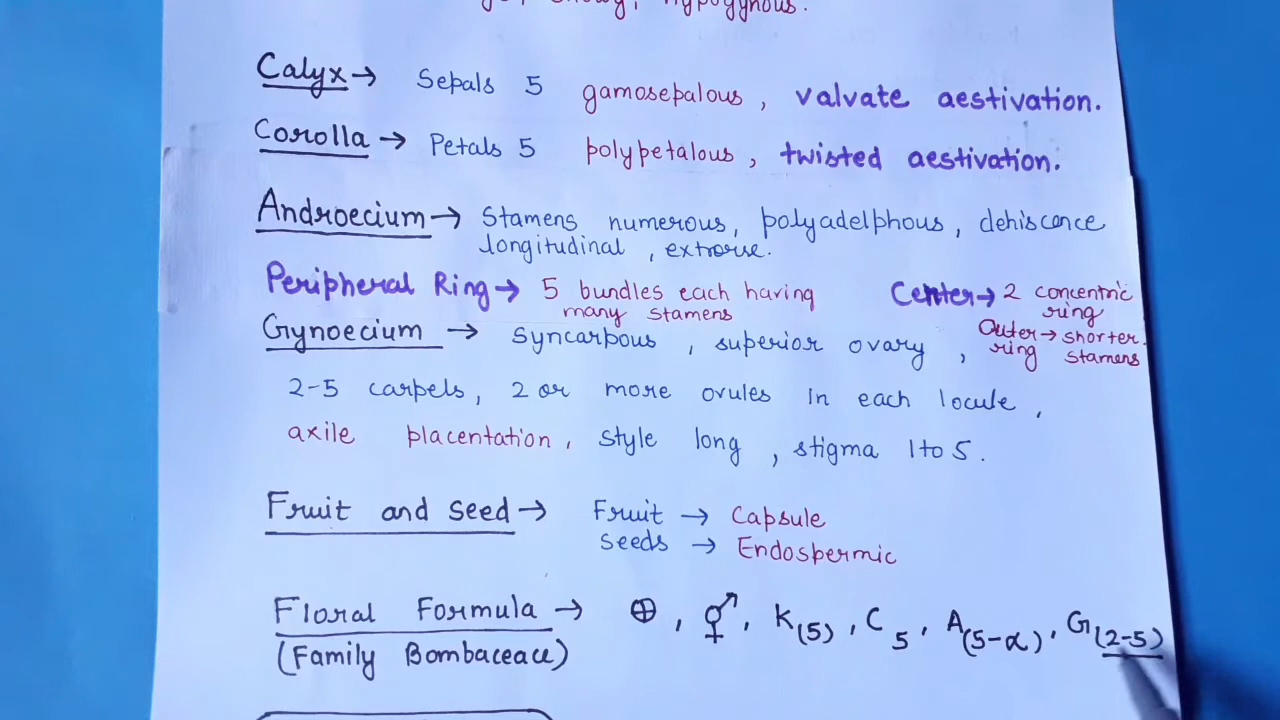 hypogynous.
Calyx → Sepals 5 gamosepalous, valvate aestivation.
Corolla → Petals 5 polypetalous, twisted aestivation.
Androecium → Stamens numerous, polyadelphous, dehiscence
longitudinal, extrorse.
Peripheral Ring → 5 bundles each having
many stamens
Center → 2 concentric
ring
Outer → shorter
ring stamens
Gynoecium → Syncarpous, superior ovary,
2-5 carpels, 2 or more ovules in each locule,
axile placentation, style long, stigma 1 to 5.
Fruit and seed → Fruit → Capsule
seeds → Endospermic
Floral Formula → ⊕, ⚥, K(5), C5, A(5-α), G(2-5)
(Family Bombaceae)